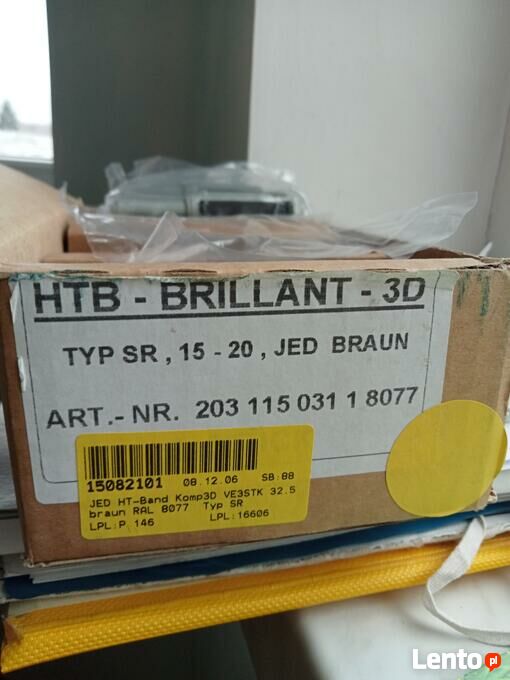 HTB - BRILLANT - 3D
TYP SR , 15 - 20 , JED BRAUN
ART.- NR. 203 115 031 1 8077
15082101 08.12.06 SB:88
JED HT-Band Komp3D VE3STK 32.5
braun RAL 8077 Typ SR
LPL:P 146 LPL:16606
Lento.pl